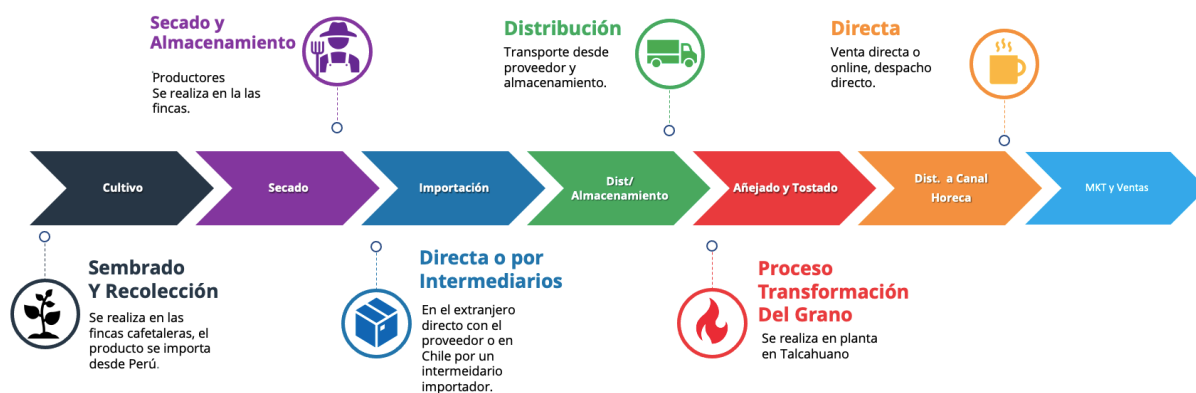 Secado y
Almacenamiento
Productores
Se realiza en la las
fincas.
Distribución
Transporte desde
proveedor y
almacenamiento.
Directa
Venta directa o
online, despacho
directo.
Cultivo
Secado
Importación
Dist/
Almacenamiento
Añejado y Tostado
Dist. a Canal
Horeca
MKT y Ventas
Sembrado
Y Recolección
Se realiza en las
fincas cafetaleras, el
producto se importa
desde Perú.
Directa o por
Intermediarios
En el extranjero
directo con el
proveedor o en
Chile por un
intermeidario
importador.
Proceso
Transformación
Del Grano
Se realiza en planta
en Talcahuano